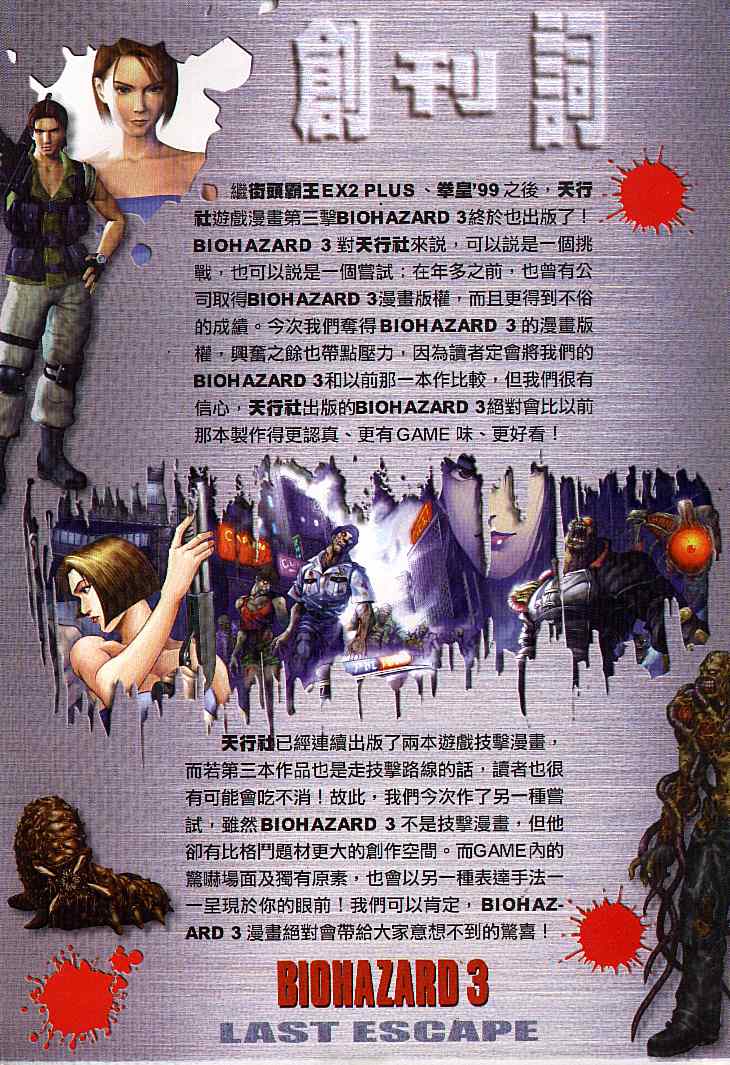 創刊詞
繼街頭霸王EX2 PLUS、拳皇'99之後，天行
社遊戲漫畫第三擊BIOHAZARD 3終於也出版了！
BIOHAZARD 3 對天行社來説，可以説是一個挑
戰，也可以説是一個嘗試：在年多之前，也曾有公
司取得BIOHAZARD 3漫畫版權，而且更得到不俗
的成績。今次我們奪得BIOHAZARD 3 的漫畫版
權，興奮之餘也帶點壓力，因為讀者定會將我們的
BIOHAZARD 3和以前那一本作比較，但我們很有
信心，天行社出版的BIOHAZARD 3絕對會比以前
那本製作得更認真、更有GAME 味、更好看！
天行社已經連續出版了兩本遊戲技擊漫畫，
而若第三本作品也是走技擊路線的話，讀者也很
有可能會吃不消！故此，我們今次作了另一種嘗
試，雖然BIOHAZARD 3 不是技擊漫畫，但他
卻有比格鬥題材更大的創作空間。而GAME內的
驚嚇場面及獨有原素，也會以另一種表達手法一
一呈現於你的眼前！我們可以肯定，BIOHAZ-
ARD 3 漫畫絕對會帶給大家意想不到的驚喜！
BIOHAZARD 3
LAST ESCAPE